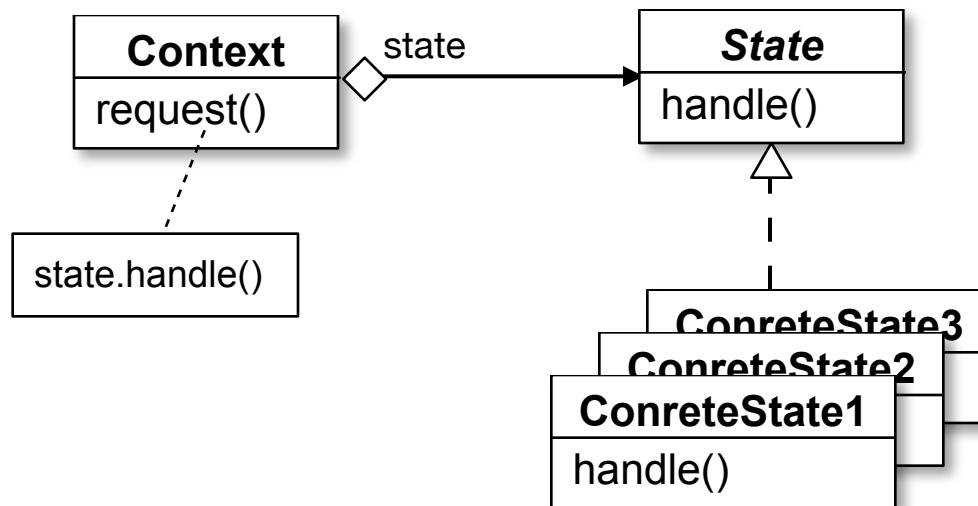 Context
request()
state
State
handle()
state.handle()
ConreteState3
ConreteState2
ConreteState1
handle()